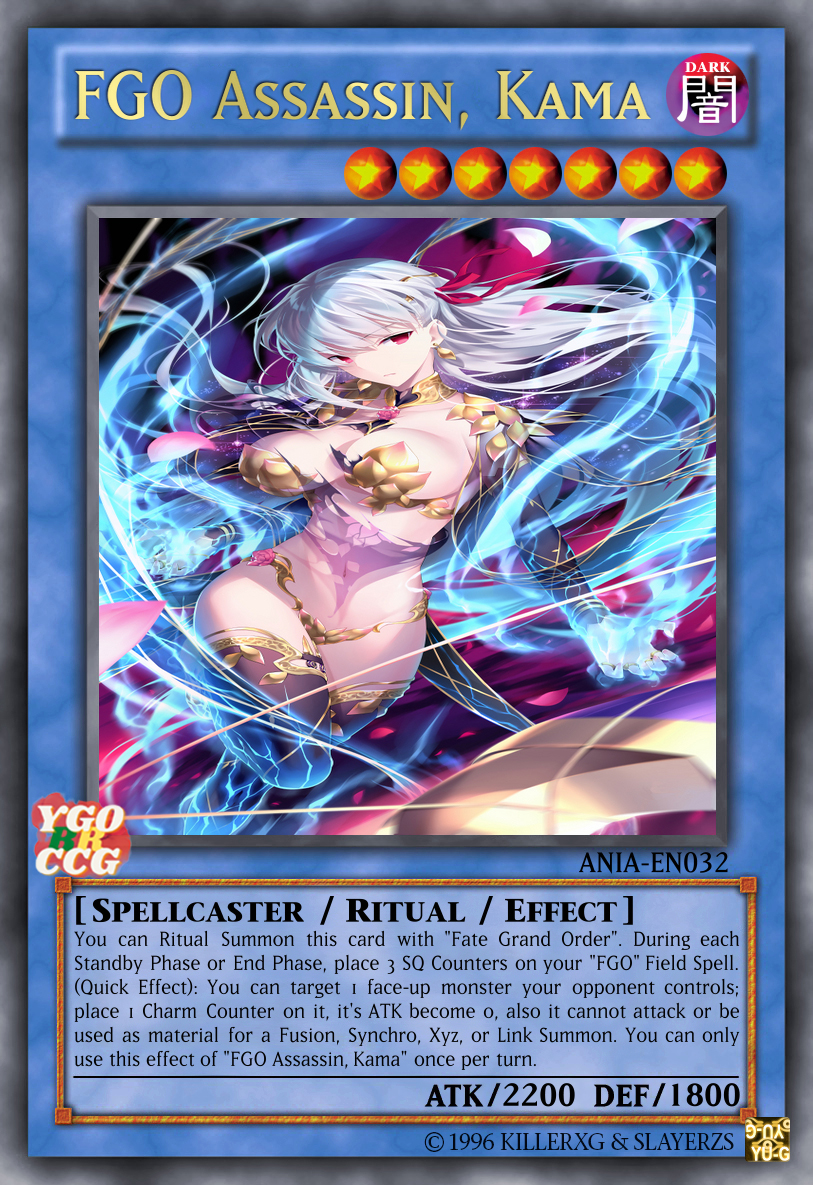 FGO ASSASSIN, KAMA
DARK
闇
YGO
RR
CCG
ANIA-EN032
[ SPELLCASTER / RITUAL / EFFECT ]
You can Ritual Summon this card with "Fate Grand Order". During each
Standby Phase or End Phase, place 3 SQ Counters on your "FGO" Field Spell.
(Quick Effect): You can target 1 face-up monster your opponent controls;
place 1 Charm Counter on it, it's ATK become 0, also it cannot attack or be
used as material for a Fusion, Synchro, Xyz, or Link Summon. You can only
use this effect of "FGO Assassin, Kama" once per turn.
ATK/2200 DEF/1800
© 1996 KILLERXG & SLAYERZS